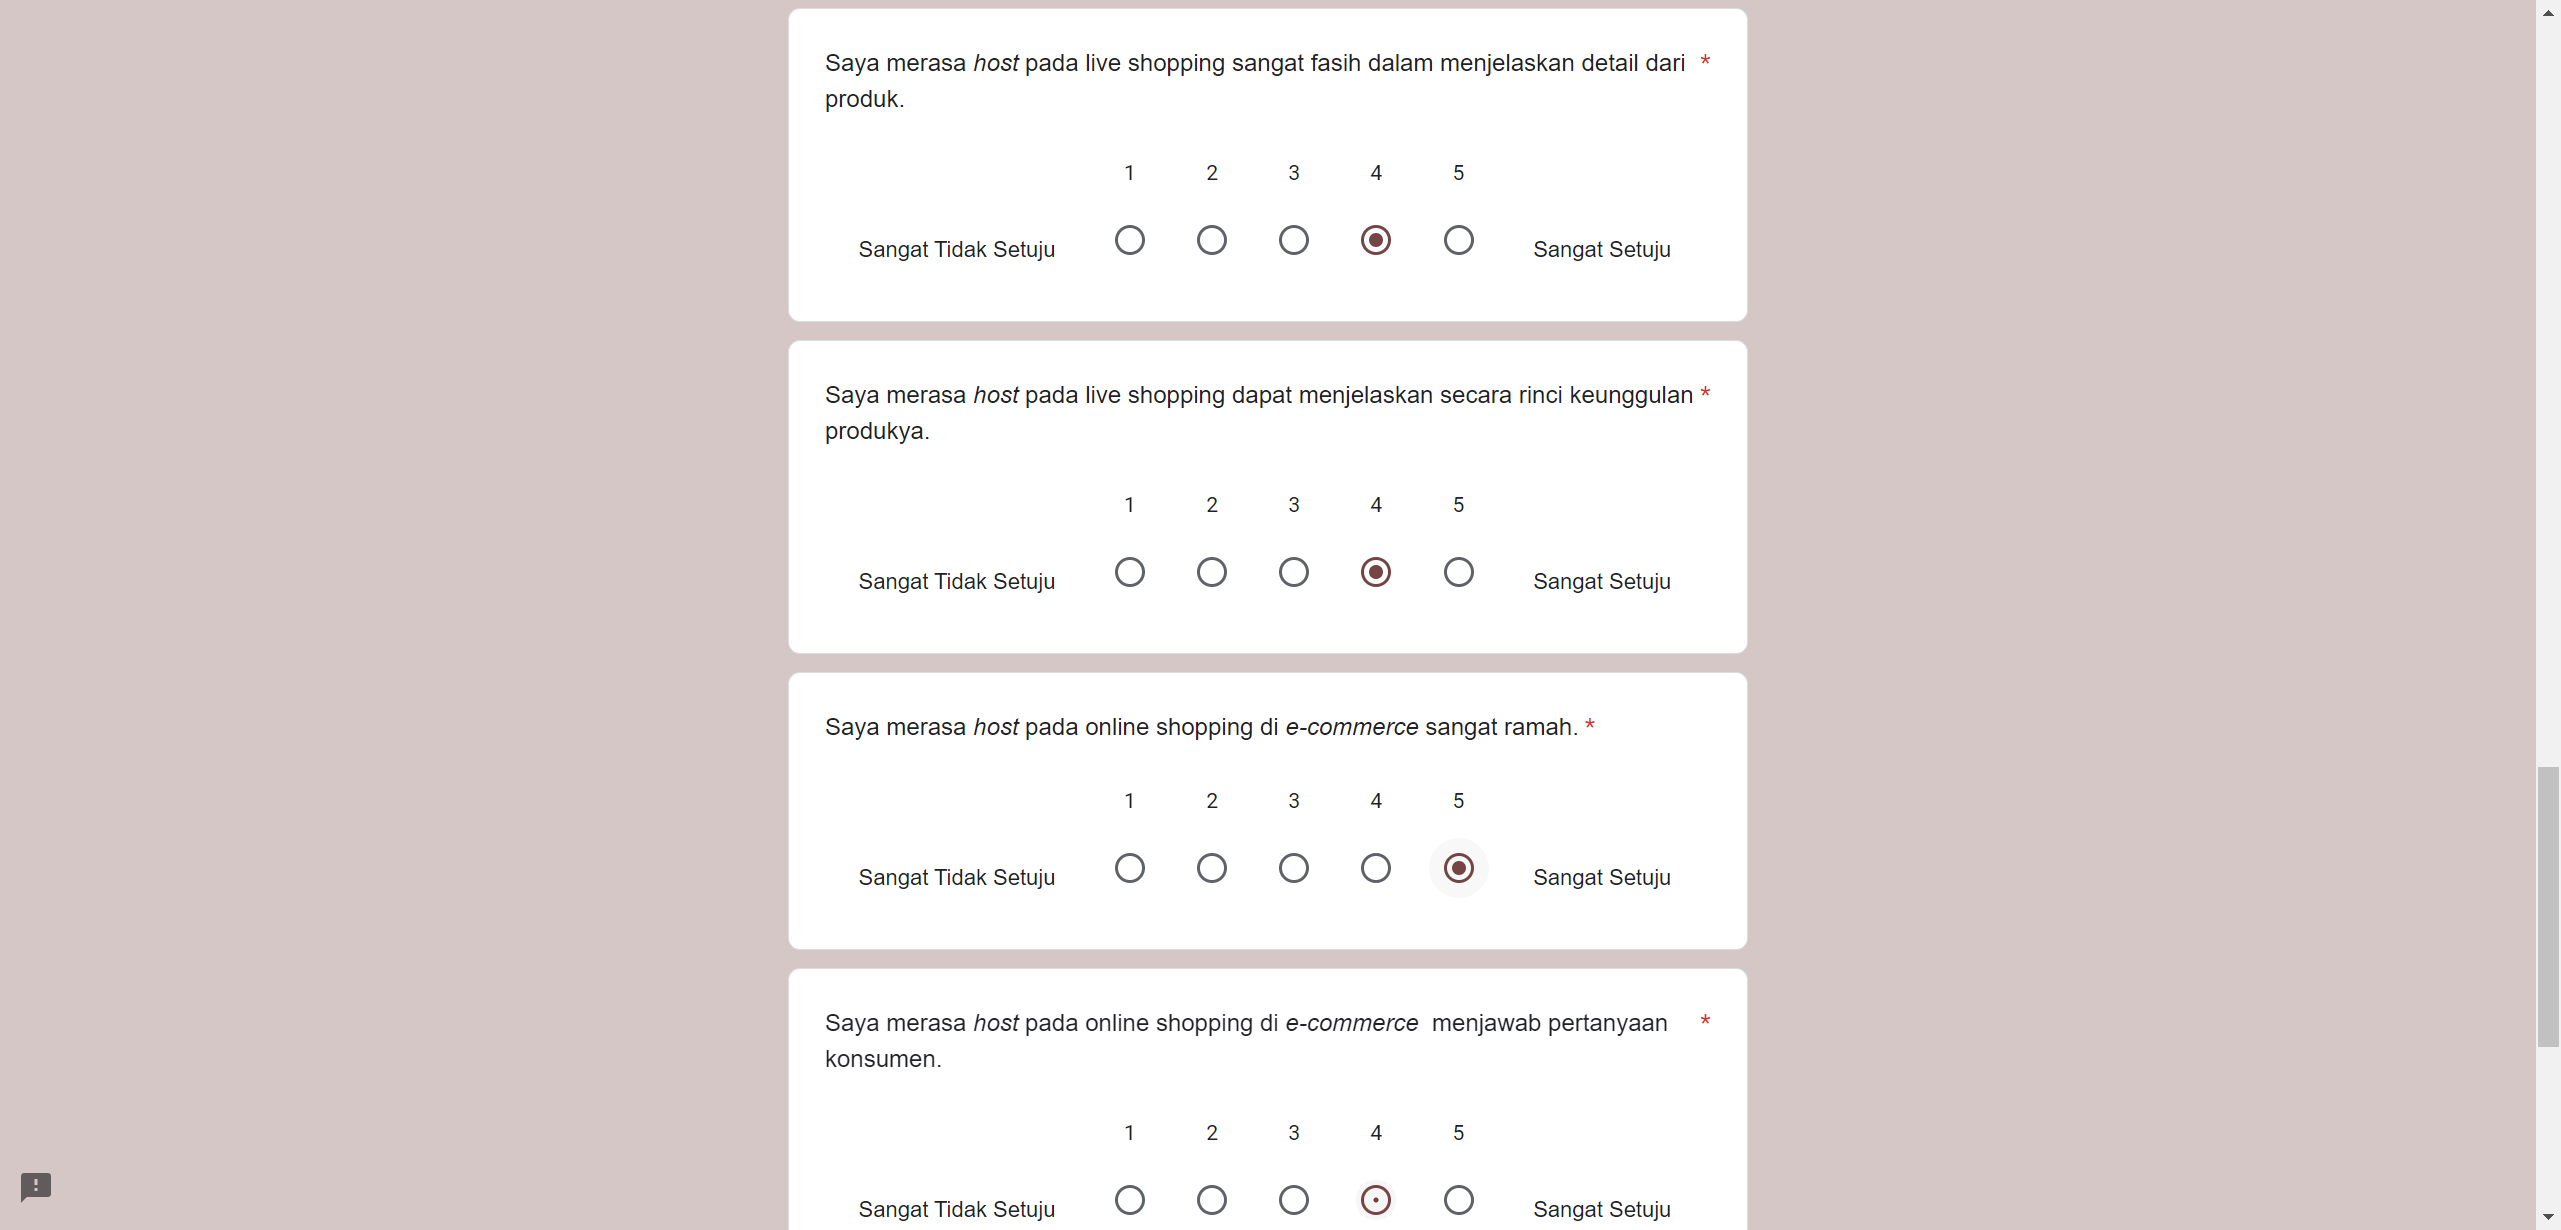 Saya merasa host pada live shopping sangat fasih dalam menjelaskan detail dari *
produk.
1 2 3 4 5
Sangat Tidak Setuju Sangat Setuju
Saya merasa host pada live shopping dapat menjelaskan secara rinci keunggulan *
produkya.
1 2 3 4 5
Sangat Tidak Setuju Sangat Setuju
Saya merasa host pada online shopping di e-commerce sangat ramah. *
1 2 3 4 5
Sangat Tidak Setuju Sangat Setuju
Saya merasa host pada online shopping di e-commerce  menjawab pertanyaan *
konsumen.
1 2 3 4 5
Sangat Tidak Setuju Sangat Setuju